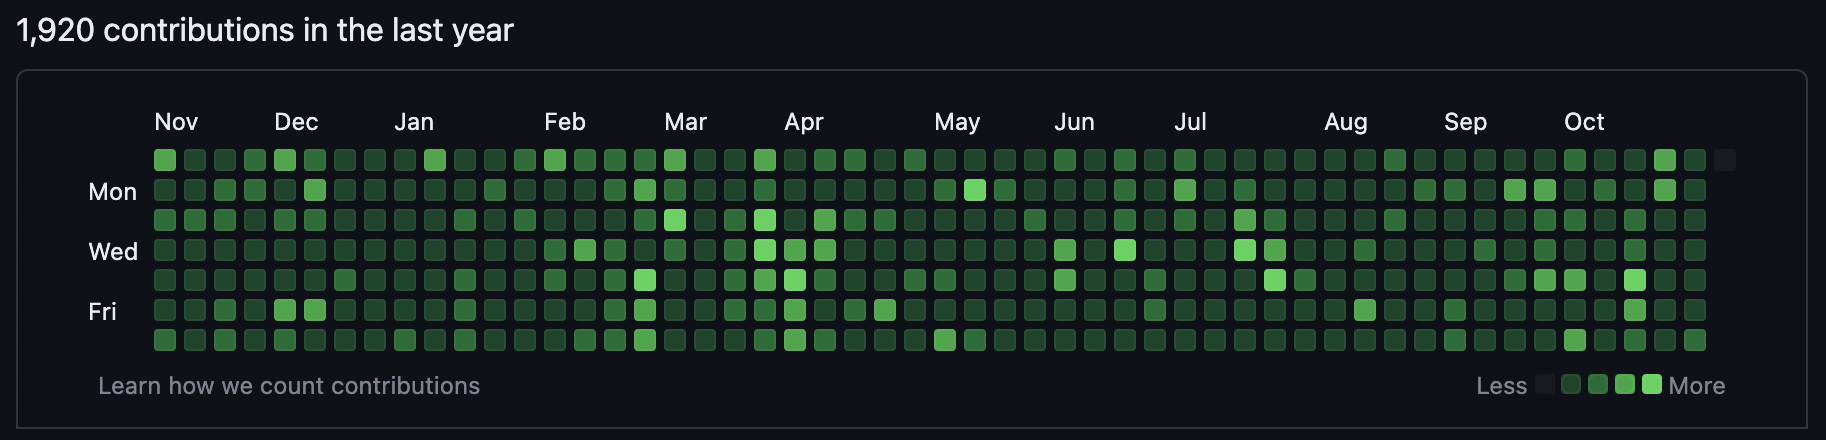 1,920 contributions in the last year
Nov Dec Jan Feb Mar Apr May Jun Jul Aug Sep Oct
Mon
Wed
Fri
Learn how we count contributions
Less More